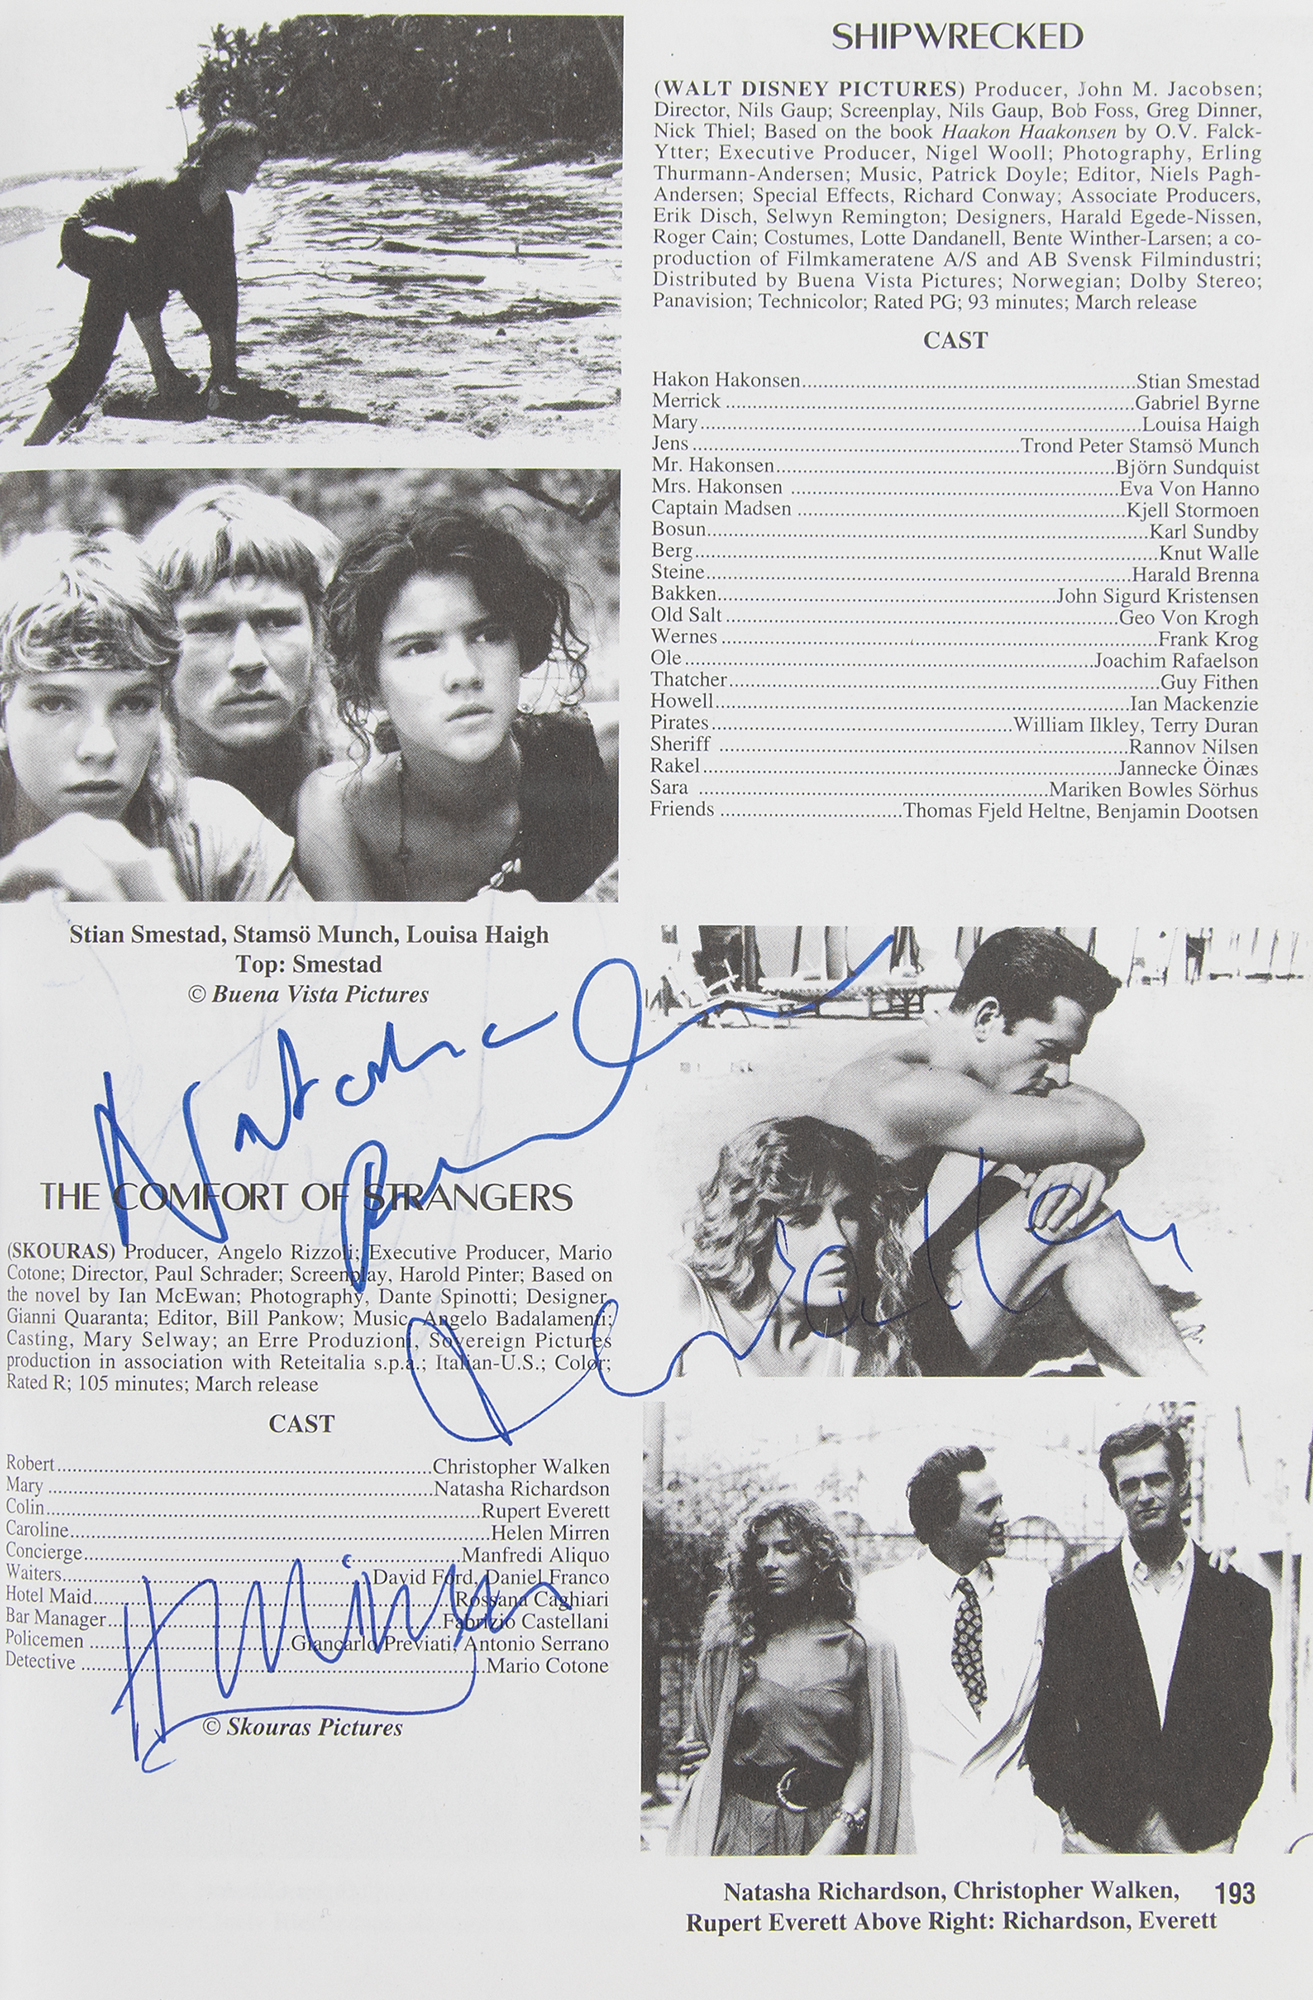 SHIPWRECKED
(WALT DISNEY PICTURES) Producer, John M. Jacobsen;
Director, Nils Gaup; Screenplay, Nils Gaup, Bob Foss, Greg Dinner,
Nick Thiel; Based on the book Haakon Haakonsen by O.V. Falck-
Ytter; Executive Producer, Nigel Wooll; Photography, Erling
Thurmann-Andersen; Music, Patrick Doyle; Editor, Niels Pagh-
Andersen; Special Effects, Richard Conway; Associate Producers,
Erik Disch, Selwyn Remington; Designers, Harald Egede-Nissen,
Roger Cain; Costumes, Lotte Dandanell, Bente Winther-Larsen; a co-
production of Filmkameratene A/S and AB Svensk Filmindustri;
Distributed by Buena Vista Pictures; Norwegian; Dolby Stereo;
Panavision; Technicolor; Rated PG; 93 minutes; March release
CAST
Hakon Hakonsen..........Stian Smestad
Merrick..........Gabriel Byrne
Mary..........Louisa Haigh
Jens..........Trond Peter Stamsö Munch
Mr. Hakonsen..........Björn Sundquist
Mrs. Hakonsen..........Eva Von Hanno
Captain Madsen..........Kjell Stormoen
Bosun..........Karl Sundby
Berg..........Knut Walle
Steine..........Harald Brenna
Bakken..........John Sigurd Kristensen
Old Salt..........Geo Von Krogh
Wernes..........Frank Krog
Ole..........Joachim Rafaelson
Thatcher..........Guy Fithen
Howell..........Ian Mackenzie
Pirates..........William Ilkley, Terry Duran
Sheriff..........Rannov Nilsen
Rakel..........Jannecke Öinæs
Sara..........Mariken Bowles Sörhus
Friends..........Thomas Fjeld Heltne, Benjamin Dootsen
Stian Smestad, Stamsö Munch, Louisa Haigh
Top: Smestad
© Buena Vista Pictures
Natasha
THE COMFORT OF STRANGERS
(SKOURAS) Producer, Angelo Rizzoli; Executive Producer, Mario
Cotone; Director, Paul Schrader; Screenplay, Harold Pinter; Based on
the novel by Ian McEwan; Photography, Dante Spinotti; Designer,
Gianni Quaranta; Editor, Bill Pankow; Music, Angelo Badalamenti;
Casting, Mary Selway; an Erre Produzioni, Sovereign Pictures
production in association with Reteitalia s.p.a.; Italian-U.S.; Color;
Rated R; 105 minutes; March release
Walken
CAST
Robert..........Christopher Walken
Mary..........Natasha Richardson
Colin..........Rupert Everett
Caroline..........Helen Mirren
Concierge..........Manfredi Aliquo
Waiters..........David Ford, Daniel Franco
Hotel Maid..........Rossana Caghiari
Bar Manager..........Fabrizio Castellani
Policemen..........Giancarlo Previati, Antonio Serrano
Detective..........Mario Cotone
H Mirren
© Skouras Pictures
Natasha Richardson, Christopher Walken,
Rupert Everett Above Right: Richardson, Everett
193